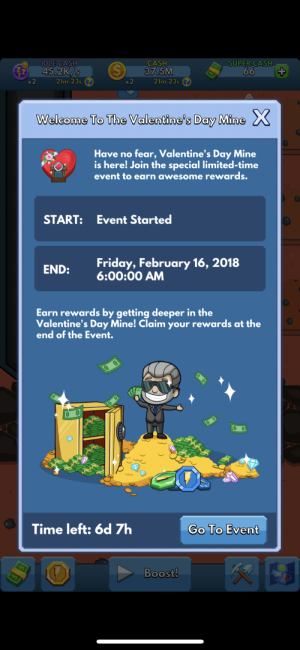 IDLE CASH
CASH
SUPER CASH
45.2K/s
37.5M
66
x2
21hr 23s
x2
21hr 23s
Welcome To The Valentine's Day Mine X
Have no fear, Valentine's Day Mine
is here! Join the special limited-time
event to earn awesome rewards.
START: Event Started
END: Friday, February 16, 2018
6:00:00 AM
Earn rewards by getting deeper in the
Valentine's Day Mine! Claim your rewards at the
end of the Event.
Time left: 6d 7h
Go To Event
Boost!